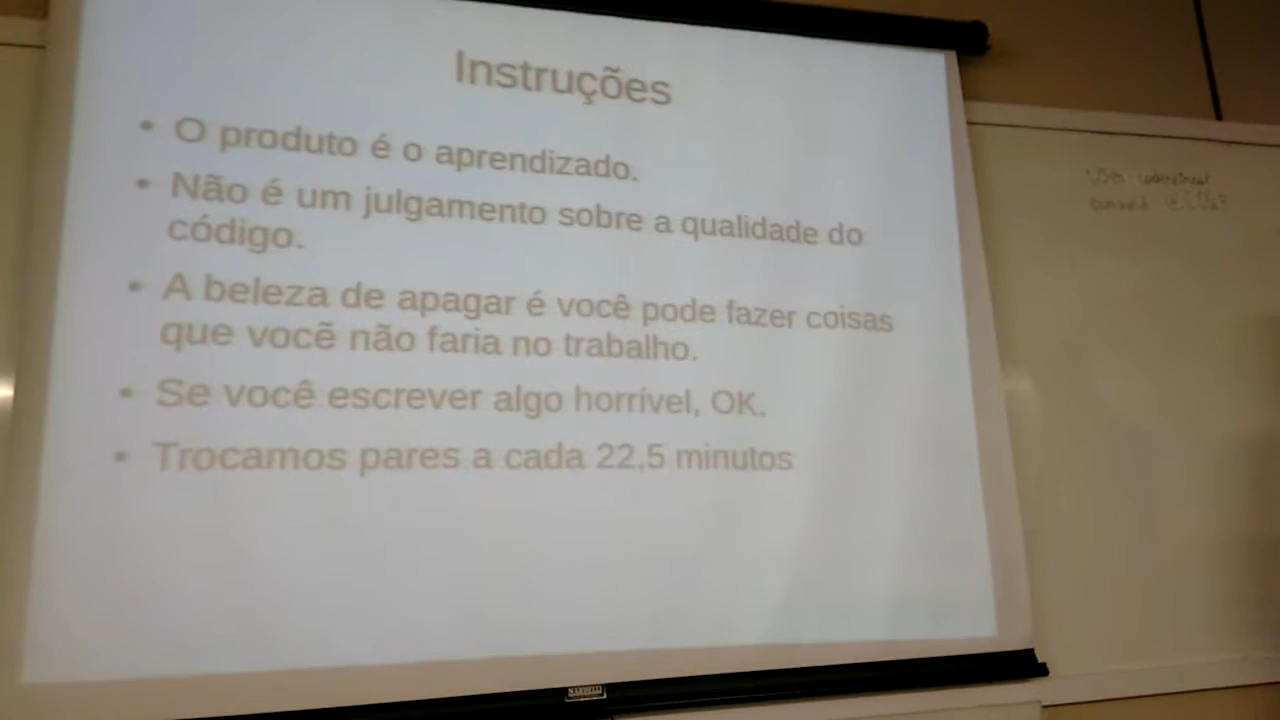 Instruções
• O produto é o aprendizado.
• Não é um julgamento sobre a qualidade do
código.
• A beleza de apagar é você pode fazer coisas
que vocẽ não faria no trabalho.
• Se você escrever algo horrível, OK.
• Trocamos pares a cada 22,5 minutos